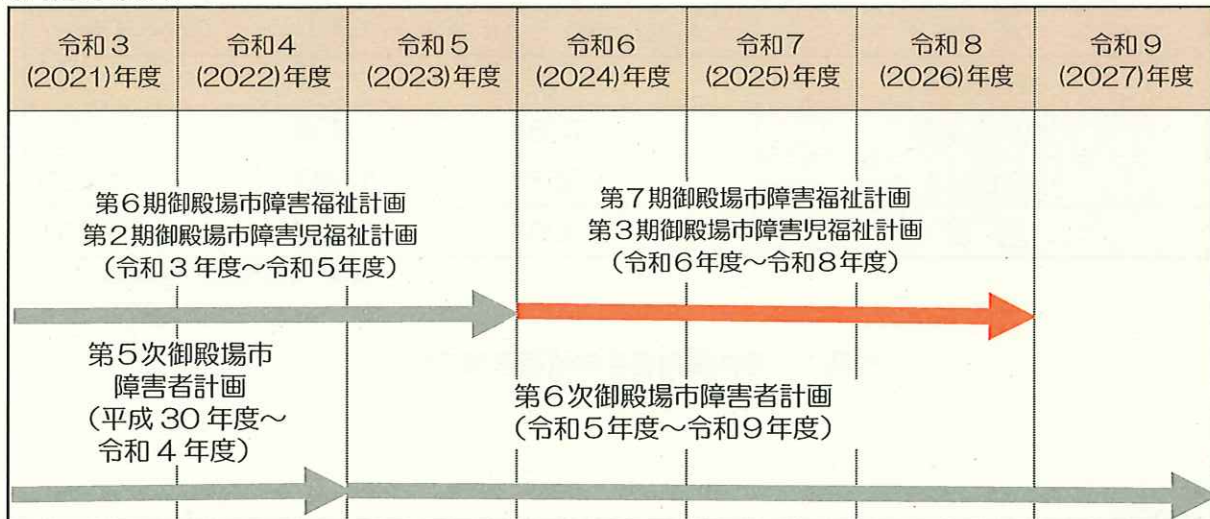 令和3
(2021)年度
令和4
(2022)年度
令和5
(2023)年度
令和6
(2024)年度
令和7
(2025)年度
令和8
(2026)年度
令和9
(2027)年度
第6期御殿場市障害福祉計画
第2期御殿場市障害児福祉計画
(令和3年度～令和5年度)
第7期御殿場市障害福祉計画
第3期御殿場市障害児福祉計画
(令和6年度～令和8年度)
第5次御殿場市
障害者計画
(平成30年度～
令和4年度)
第6次御殿場市障害者計画
(令和5年度～令和9年度)